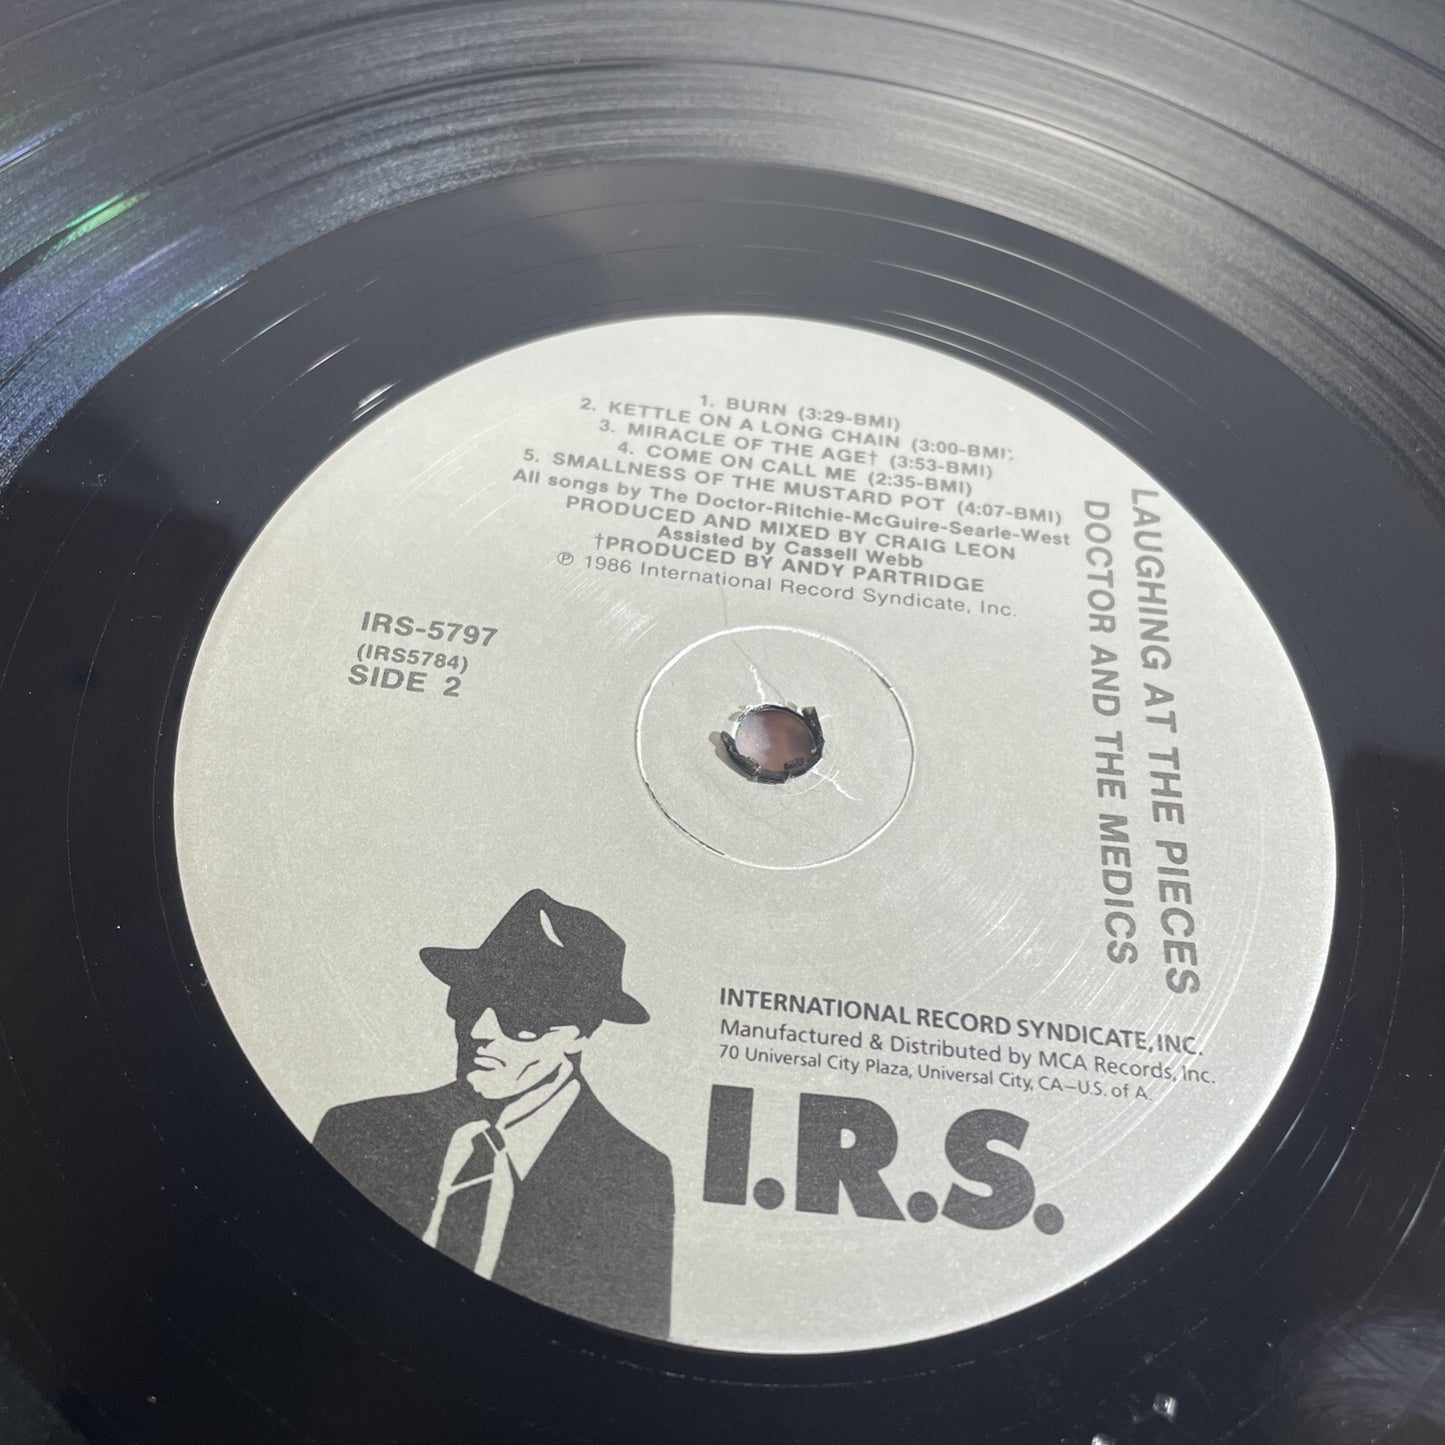 1. BURN (3:29-BMI)
2. KETTLE ON A LONG CHAIN (3:00-BMI)
3. MIRACLE OF THE AGE† (3:53-BMI)
4. COME ON CALL ME (2:35-BMI)
5. SMALLNESS OF THE MUSTARD POT (4:07-BMI)
All songs by The Doctor-Ritchie-McGuire-Searle-West
PRODUCED AND MIXED BY CRAIG LEON
Assisted by Cassell Webb
†PRODUCED BY ANDY PARTRIDGE
℗ 1986 International Record Syndicate, Inc.
IRS-5797
(IRS5784)
SIDE 2
LAUGHING AT THE PIECES
DOCTOR AND THE MEDICS
INTERNATIONAL RECORD SYNDICATE, INC.
Manufactured & Distributed by MCA Records, Inc.
70 Universal City Plaza, Universal City, CA–U.S. of A.
I.R.S.